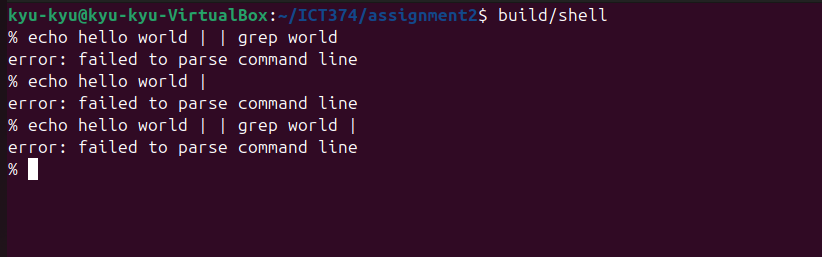 kyu-kyu@kyu-kyu-VirtualBox:~/ICT374/assignment2$ build/shell
% echo hello world | | grep world
error: failed to parse command line
% echo hello world |
error: failed to parse command line
% echo hello world | | grep world |
error: failed to parse command line
%